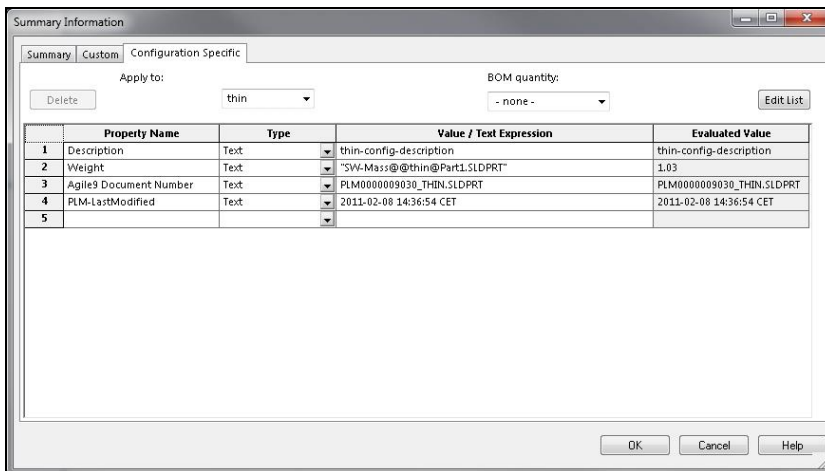 Summary Information
Summary Custom Configuration Specific
Apply to: BOM quantity:
Delete thin - none - Edit List
Property Name Type Value / Text Expression Evaluated Value
1 Description Text thin-config-description thin-config-description
2 Weight Text "SW-Mass@@thin@Part1.SLDPRT" 1.03
3 Agile9 Document Number Text PLM0000009030_THIN.SLDPRT PLM0000009030_THIN.SLDPRT
4 PLM-LastModified Text 2011-02-08 14:36:54 CET 2011-02-08 14:36:54 CET
5
OK Cancel Help